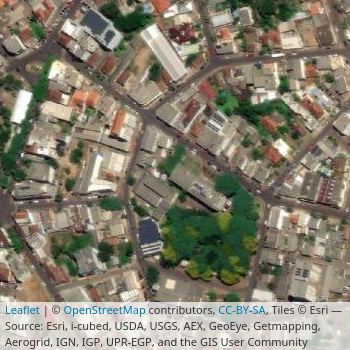 Leaflet | © OpenStreetMap contributors, CC-BY-SA, Tiles © Esri —
Source: Esri, i-cubed, USDA, USGS, AEX, GeoEye, Getmapping,
Aerogrid, IGN, IGP, UPR-EGP, and the GIS User Community